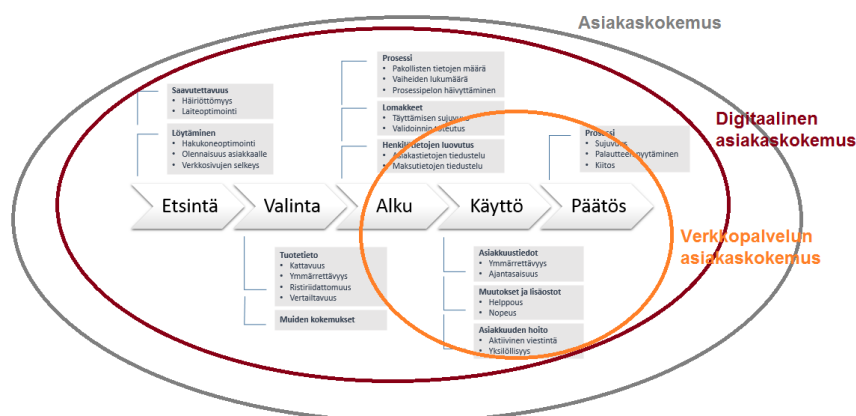 Asiakaskokemus
Digitaalinen
asiakaskokemus
Verkkopalvelun
asiakaskokemus
Saavutettavuus
Häiriöttömyys
Laiteoptimointi
Löytäminen
Hakukoneoptimointi
Olennaisuus asiakkaalle
Verkkosivujen selkeys
Prosessi
Pakollisten tietojen määrä
Vaiheiden lukumäärä
Prosessipelon häivyttäminen
Lomakkeet
Täyttämisen sujuvuus
Validoinnin toteutus
Henkilötietojen luovutus
Asiakastietojen tiedustelu
Maksutietojen tiedustelu
Prosessi
Sujuvuus
Palautteen pyytäminen
Kiitos
Etsintä
Valinta
Alku
Käyttö
Päätös
Tuotetieto
Kattavuus
Ymmärrettävyys
Ristiriidattomuus
Vertailtavuus
Muiden kokemukset
Asiakkuustiedot
Ymmärrettävyys
Ajantasaisuus
Muutokset ja lisäostot
Helppous
Nopeus
Asiakkuuden hoito
Aktiivinen viestintä
Yksilöllisyys